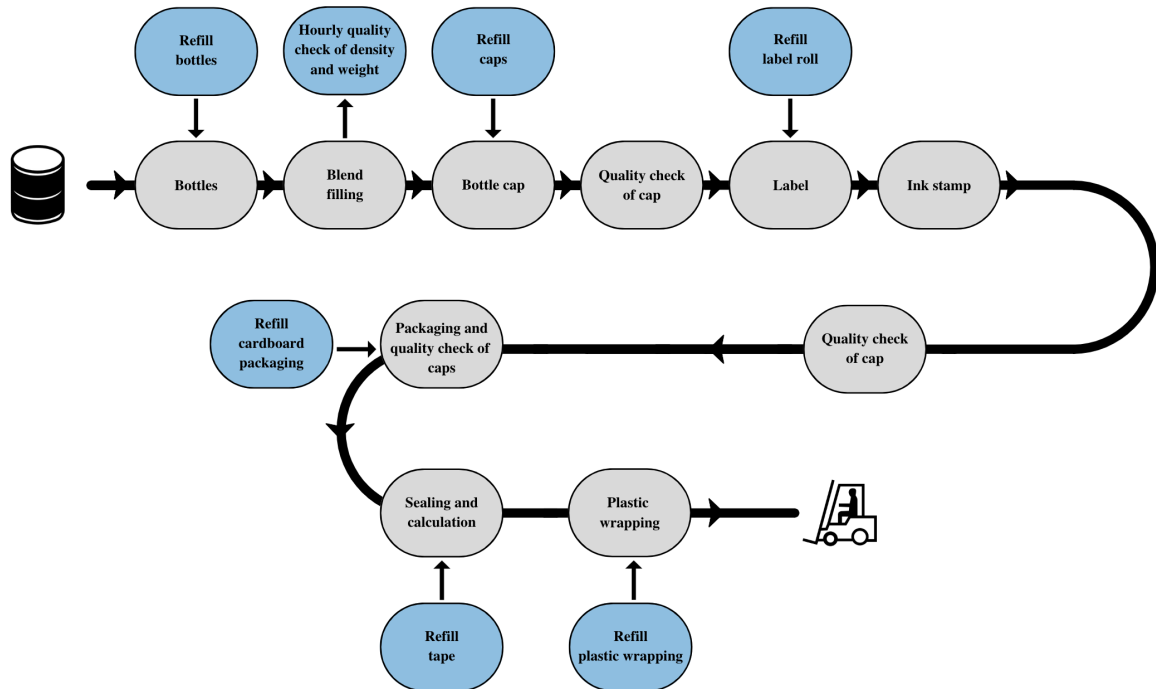 Refill
bottles
Hourly quality
check of density
and weight
Refill
caps
Refill
label roll
Bottles
Blend
filling
Bottle cap
Quality check
of cap
Label
Ink stamp
Refill
cardboard
packaging
Packaging and
quality check of
caps
Quality check
of cap
Sealing and
calculation
Plastic
wrapping
Refill
tape
Refill
plastic wrapping